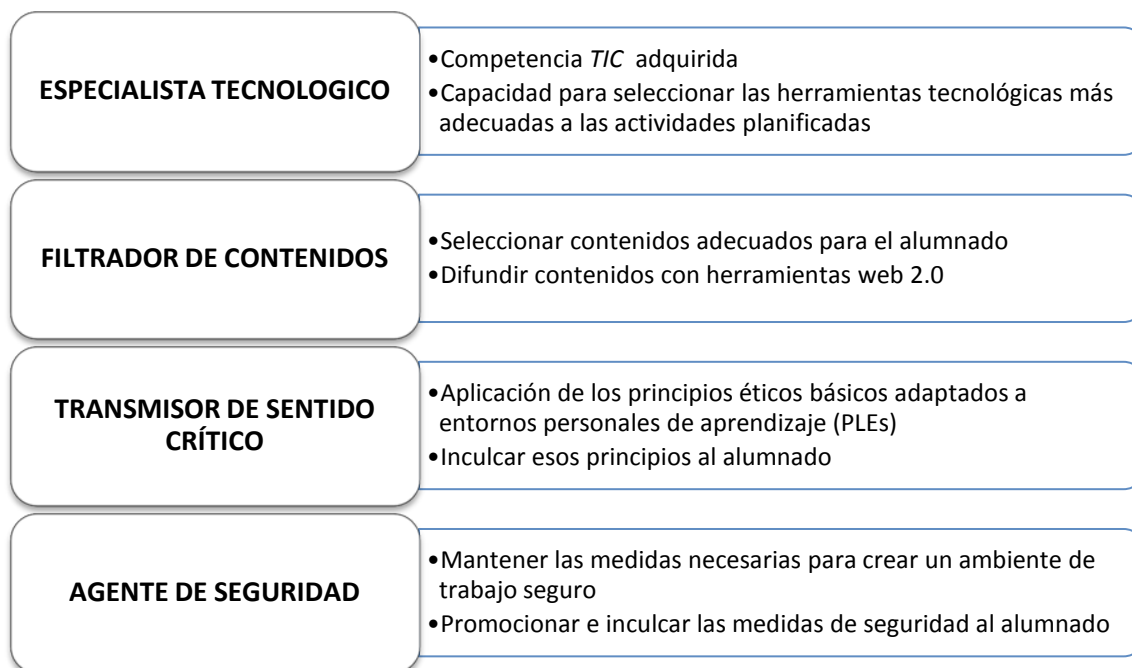 ESPECIALISTA TECNOLOGICO
•Competencia TIC adquirida
•Capacidad para seleccionar las herramientas tecnológicas más
adecuadas a las actividades planificadas
FILTRADOR DE CONTENIDOS
•Seleccionar contenidos adecuados para el alumnado
•Difundir contenidos con herramientas web 2.0
TRANSMISOR DE SENTIDO
CRÍTICO
•Aplicación de los principios éticos básicos adaptados a
entornos personales de aprendizaje (PLEs)
•Inculcar esos principios al alumnado
AGENTE DE SEGURIDAD
•Mantener las medidas necesarias para crear un ambiente de
trabajo seguro
•Promocionar e inculcar las medidas de seguridad al alumnado